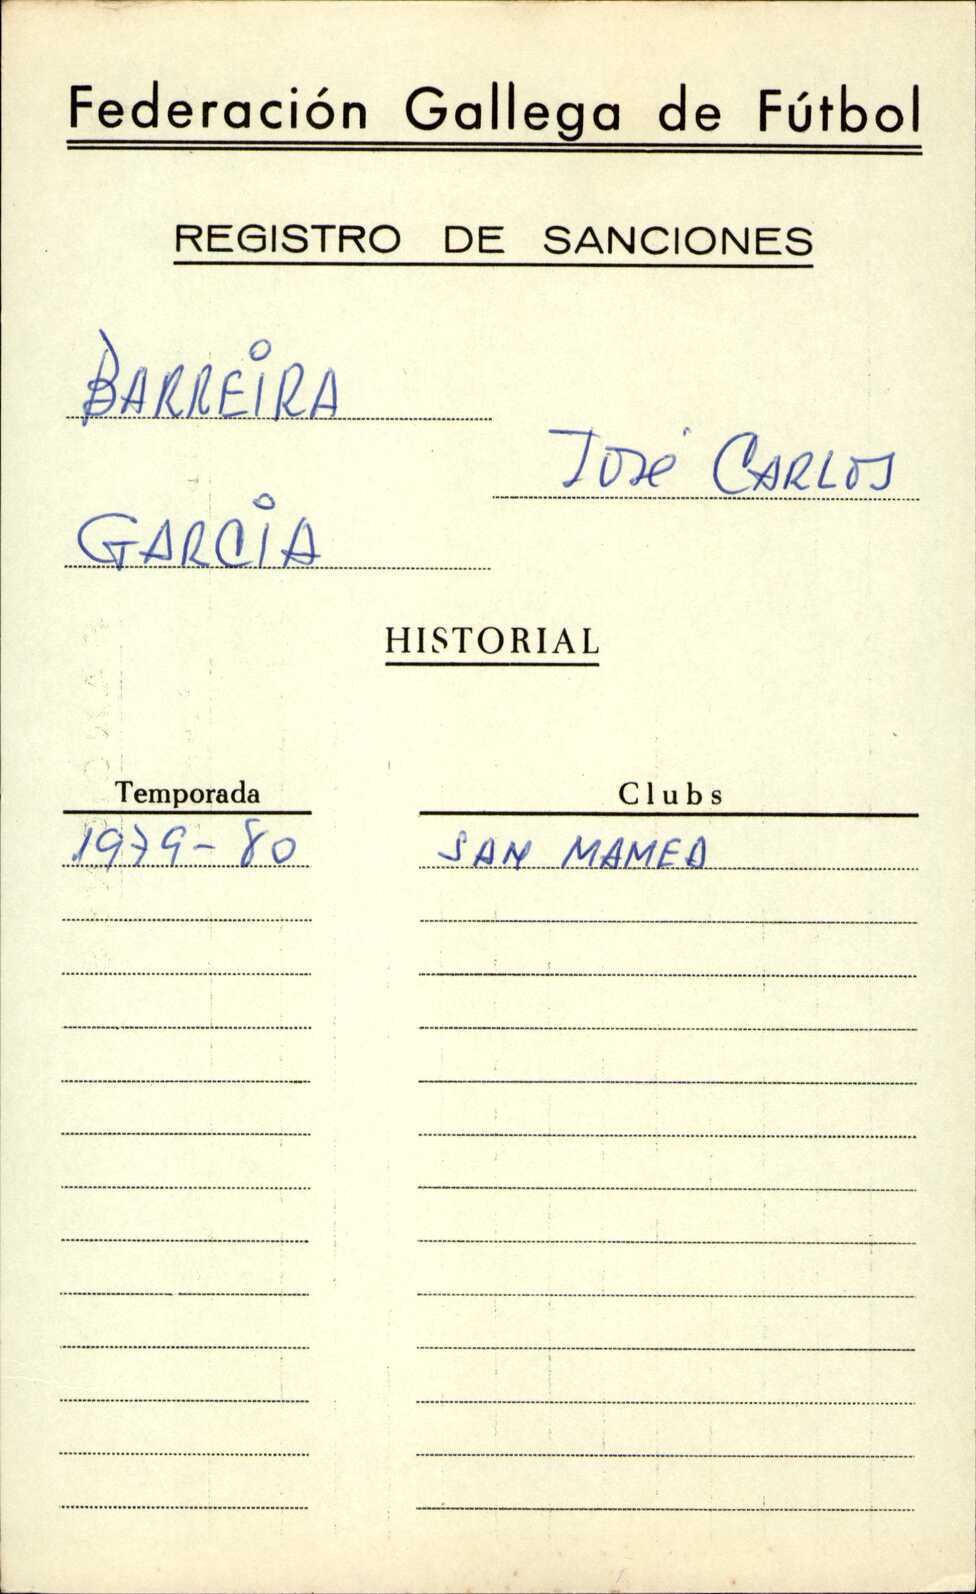 Federación Gallega de Fútbol
REGISTRO DE SANCIONES
BARREIRA
JOSÉ CARLOS
GARCIA
HISTORIAL
Temporada Clubs
1979-80 SAN MAMED